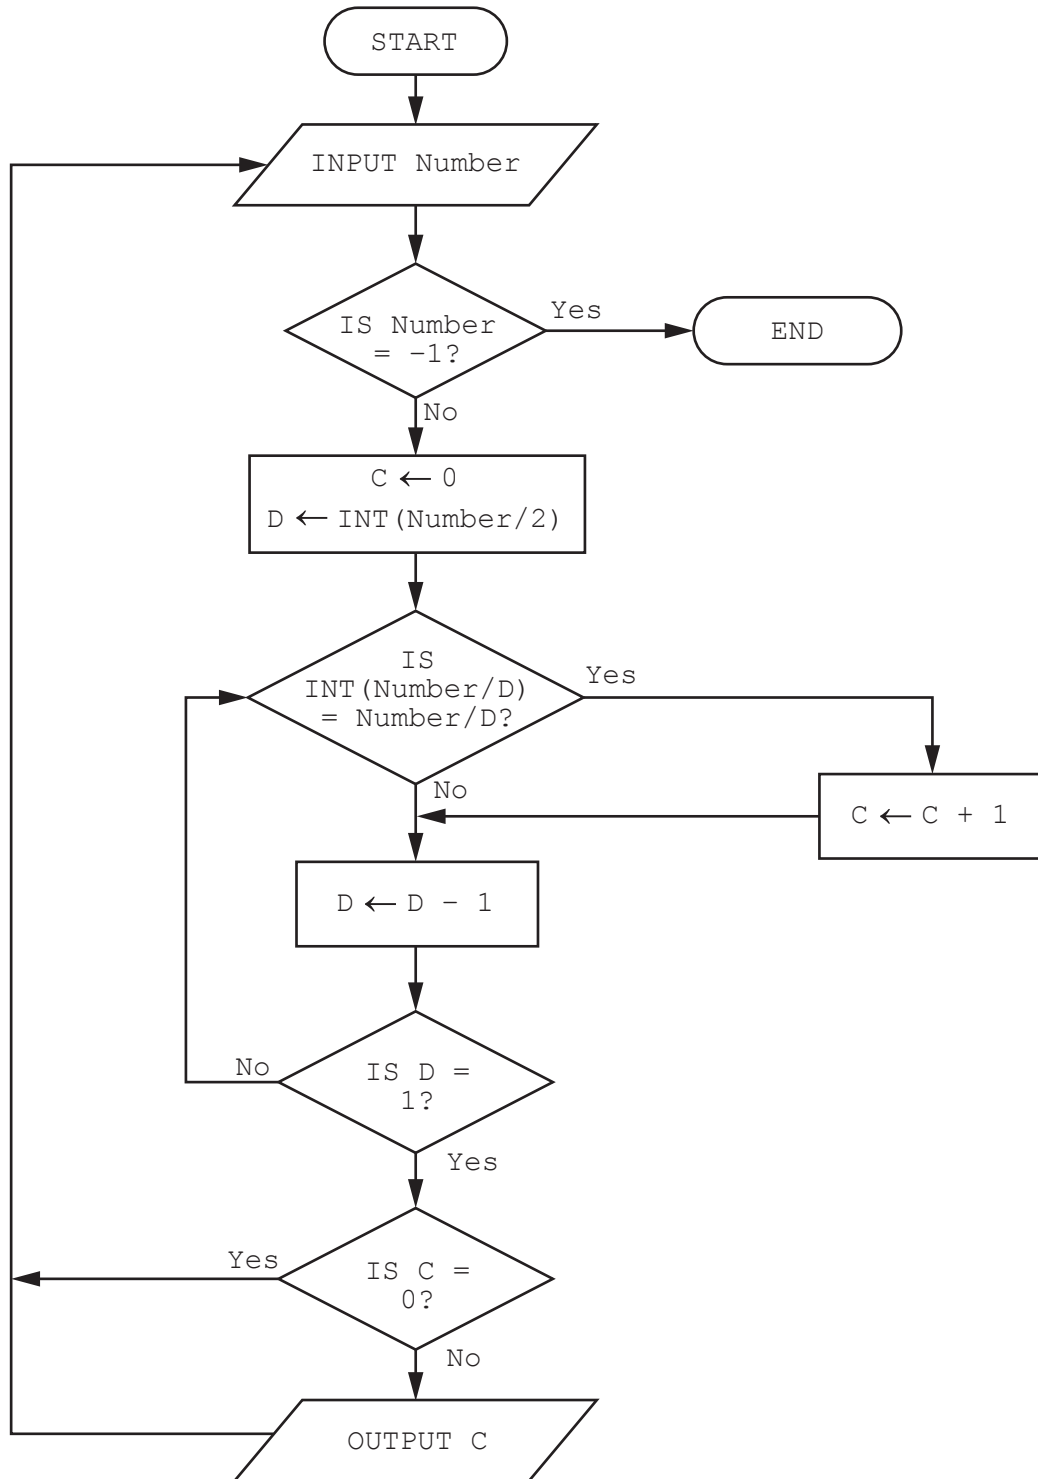 START
INPUT Number
IS Number
= –1?
Yes
END
No
C ← 0
D ← INT(Number/2)
IS
INT(Number/D)
= Number/D?
Yes
No
C ← C + 1
D ← D – 1
No
IS D =
1?
Yes
Yes
IS C =
0?
No
OUTPUT C